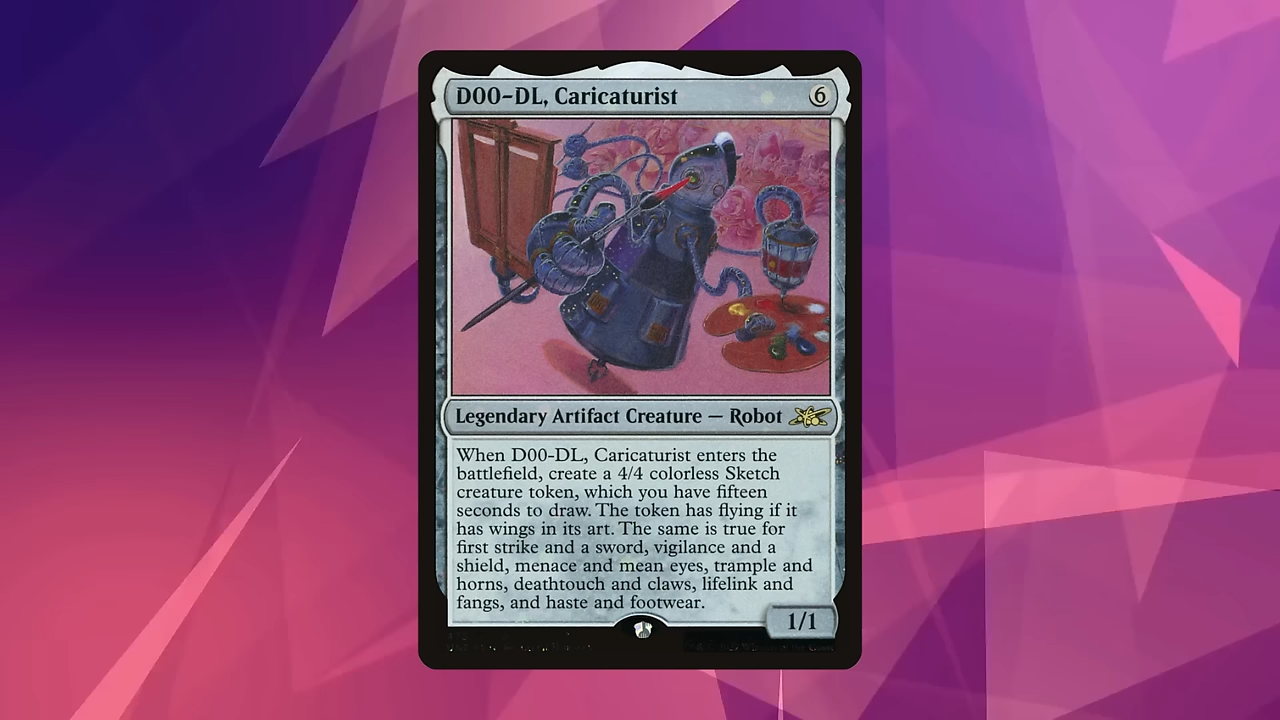 D00-DL, Caricaturist 6
Legendary Artifact Creature — Robot
When D00-DL, Caricaturist enters the
battlefield, create a 4/4 colorless Sketch
creature token, which you have fifteen
seconds to draw. The token has flying if it
has wings in its art. The same is true for
first strike and a sword, vigilance and a
shield, menace and mean eyes, trample and
horns, deathtouch and claws, lifelink and
fangs, and haste and footwear.
1/1